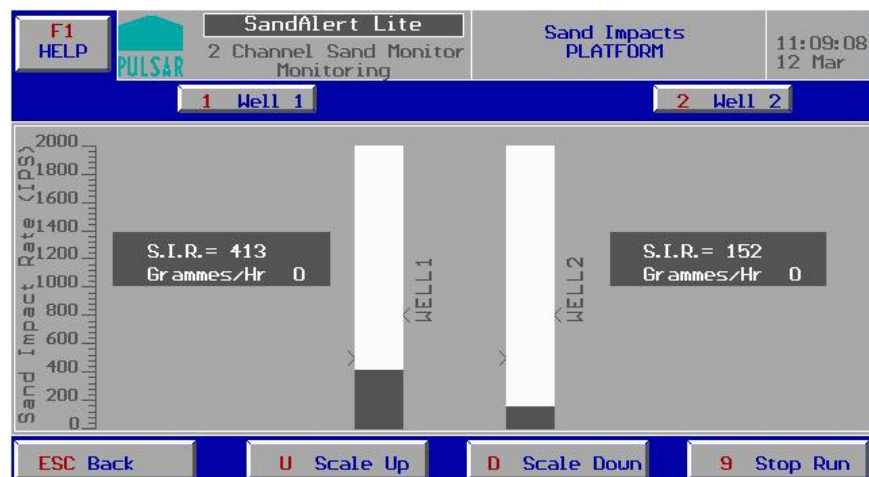 F1
HELP
PULSAR
SandAlert Lite
2 Channel Sand Monitor
Monitoring
Sand Impacts
PLATFORM
11:09:08
12 Mar
1 Well 1
2 Well 2
Sand Impact Rate (IPS)
2000
1800
1600
1400
1200
1000
800
600
400
200
0
S.I.R.= 413
Grammes/Hr 0
WELL1
WELL2
S.I.R.= 152
Grammes/Hr 0
ESC Back
U Scale Up
D Scale Down
9 Stop Run